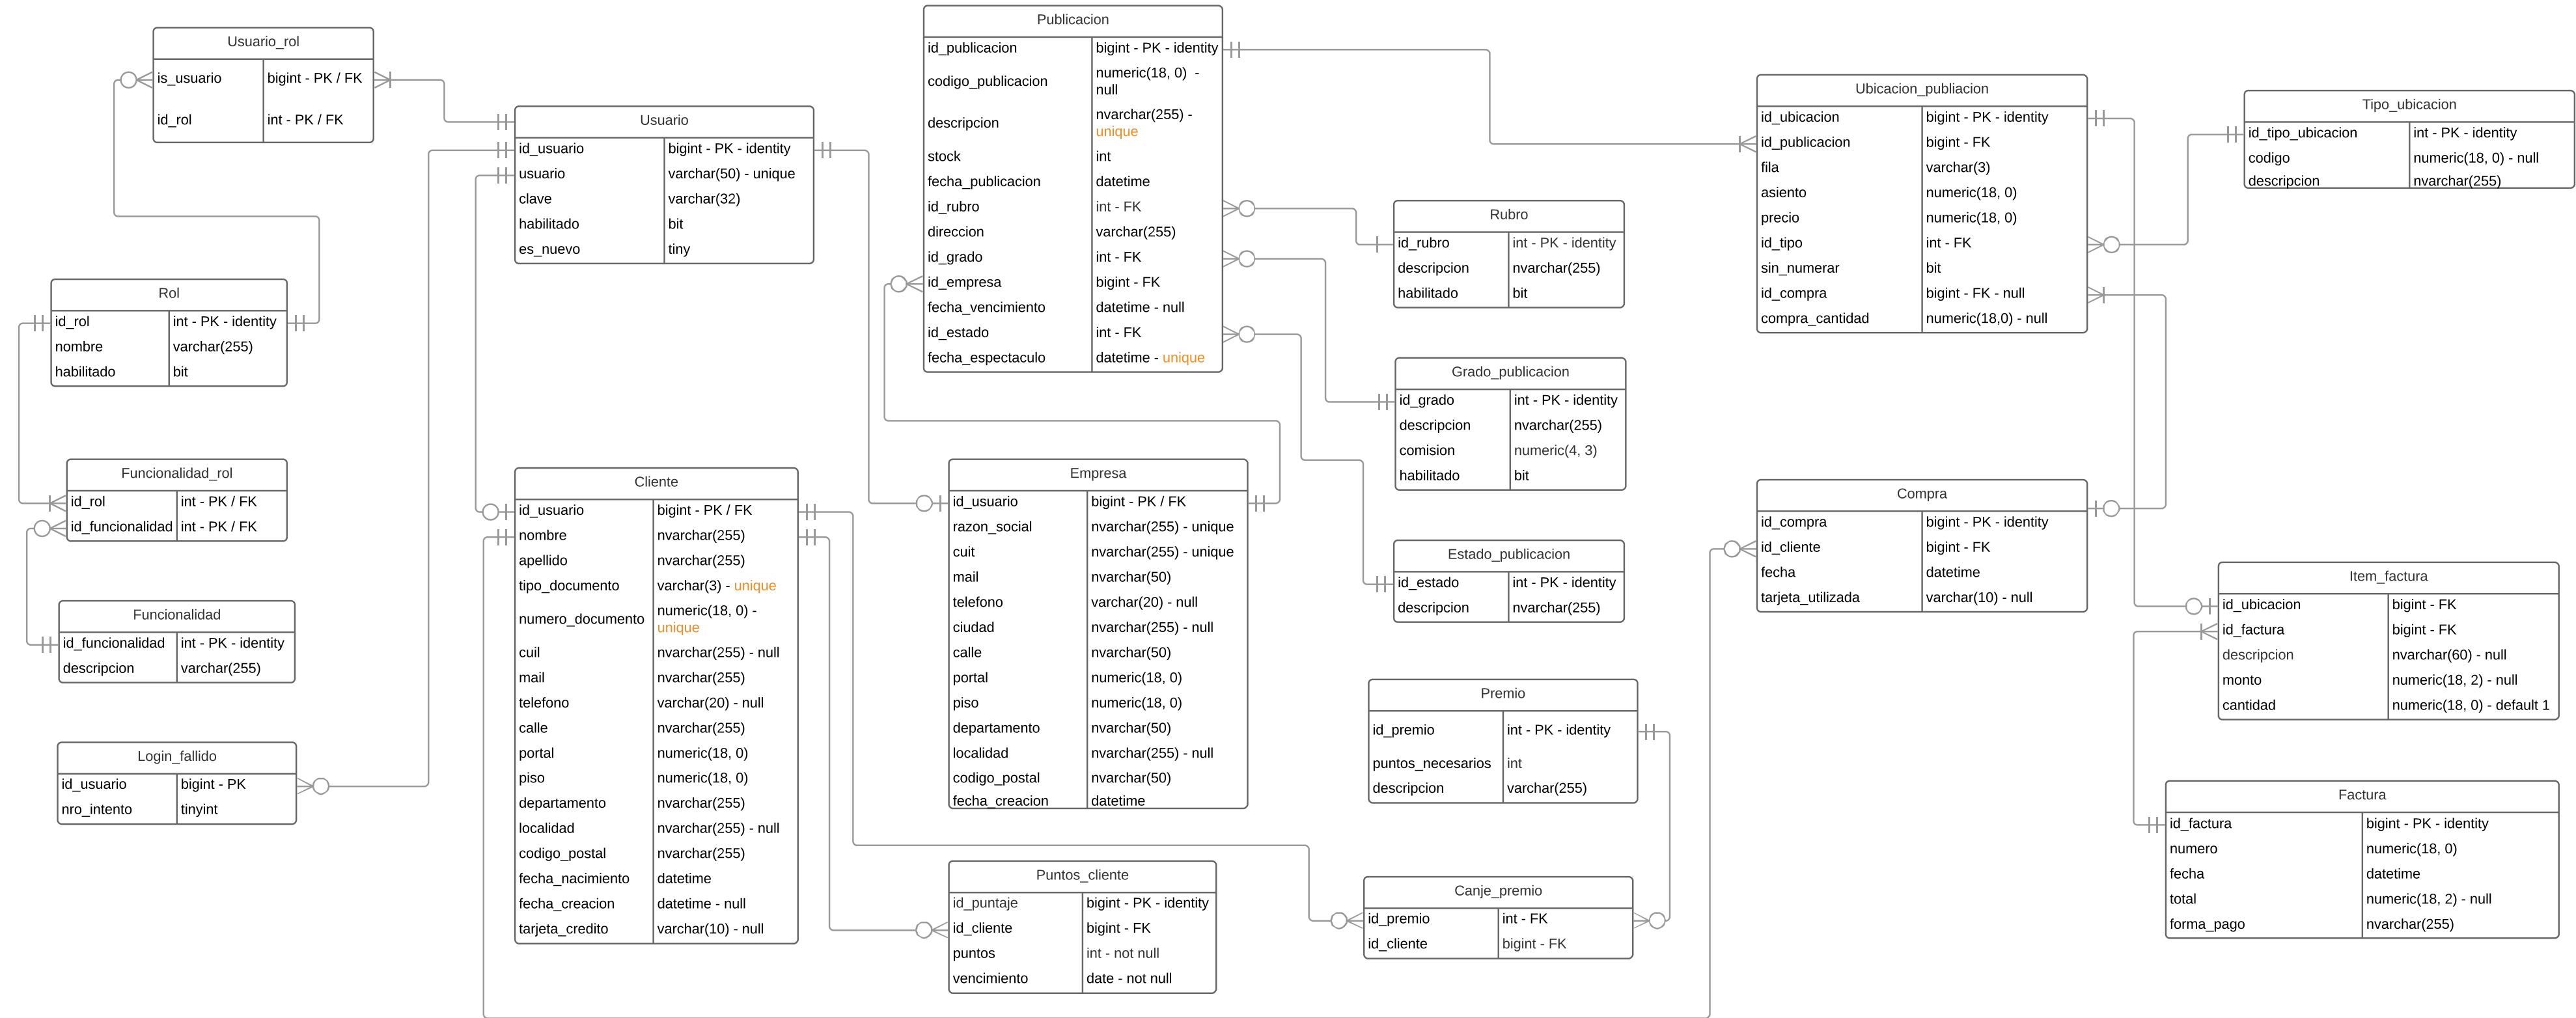 Usuario_rol
is_usuario bigint - PK / FK
id_rol int - PK / FK
Rol
id_rol int - PK - identity
nombre varchar(255)
habilitado bit
Funcionalidad_rol
id_rol int - PK / FK
id_funcionalidad int - PK / FK
Funcionalidad
id_funcionalidad int - PK - identity
descripcion varchar(255)
Login_fallido
id_usuario bigint - PK
nro_intento tinyint
Usuario
id_usuario bigint - PK - identity
usuario varchar(50) - unique
clave varchar(32)
habilitado bit
es_nuevo tiny
Cliente
id_usuario bigint - PK / FK
nombre nvarchar(255)
apellido nvarchar(255)
tipo_documento varchar(3) - unique
numero_documento numeric(18, 0) -
unique
cuil nvarchar(255) - null
mail nvarchar(255)
telefono varchar(20) - null
calle nvarchar(255)
portal numeric(18, 0)
piso numeric(18, 0)
departamento nvarchar(255)
localidad nvarchar(255) - null
codigo_postal nvarchar(255)
fecha_nacimiento datetime
fecha_creacion datetime - null
tarjeta_credito varchar(10) - null
Publicacion
id_publicacion bigint - PK - identity
codigo_publicacion numeric(18, 0) -
null
descripcion nvarchar(255) -
unique
stock int
fecha_publicacion datetime
id_rubro int - FK
direccion varchar(255)
id_grado int - FK
id_empresa bigint - FK
fecha_vencimiento datetime - null
id_estado int - FK
fecha_espectaculo datetime - unique
Empresa
id_usuario bigint - PK / FK
razon_social nvarchar(255) - unique
cuit nvarchar(255) - unique
mail nvarchar(50)
telefono varchar(20) - null
ciudad nvarchar(255) - null
calle nvarchar(50)
portal numeric(18, 0)
piso numeric(18, 0)
departamento nvarchar(50)
localidad nvarchar(255) - null
codigo_postal nvarchar(50)
fecha_creacion datetime
Puntos_cliente
id_puntaje bigint - PK - identity
id_cliente bigint - FK
puntos int - not null
vencimiento date - not null
Rubro
id_rubro int - PK - identity
descripcion nvarchar(255)
habilitado bit
Grado_publicacion
id_grado int - PK - identity
descripcion nvarchar(255)
comision numeric(4, 3)
habilitado bit
Estado_publicacion
id_estado int - PK - identity
descripcion nvarchar(255)
Premio
id_premio int - PK - identity
puntos_necesarios int
descripcion varchar(255)
Canje_premio
id_premio int - FK
id_cliente bigint - FK
Ubicacion_publiacion
id_ubicacion bigint - PK - identity
id_publicacion bigint - FK
fila varchar(3)
asiento numeric(18, 0)
precio numeric(18, 0)
id_tipo int - FK
sin_numerar bit
id_compra bigint - FK - null
compra_cantidad numeric(18,0) - null
Compra
id_compra bigint - PK - identity
id_cliente bigint - FK
fecha datetime
tarjeta_utilizada varchar(10) - null
Tipo_ubicacion
id_tipo_ubicacion int - PK - identity
codigo numeric(18, 0) - null
descripcion nvarchar(255)
Item_factura
id_ubicacion bigint - FK
id_factura bigint - FK
descripcion nvarchar(60) - null
monto numeric(18, 2) - null
cantidad numeric(18, 0) - default 1
Factura
id_factura bigint - PK - identity
numero numeric(18, 0)
fecha datetime
total numeric(18, 2) - null
forma_pago nvarchar(255)